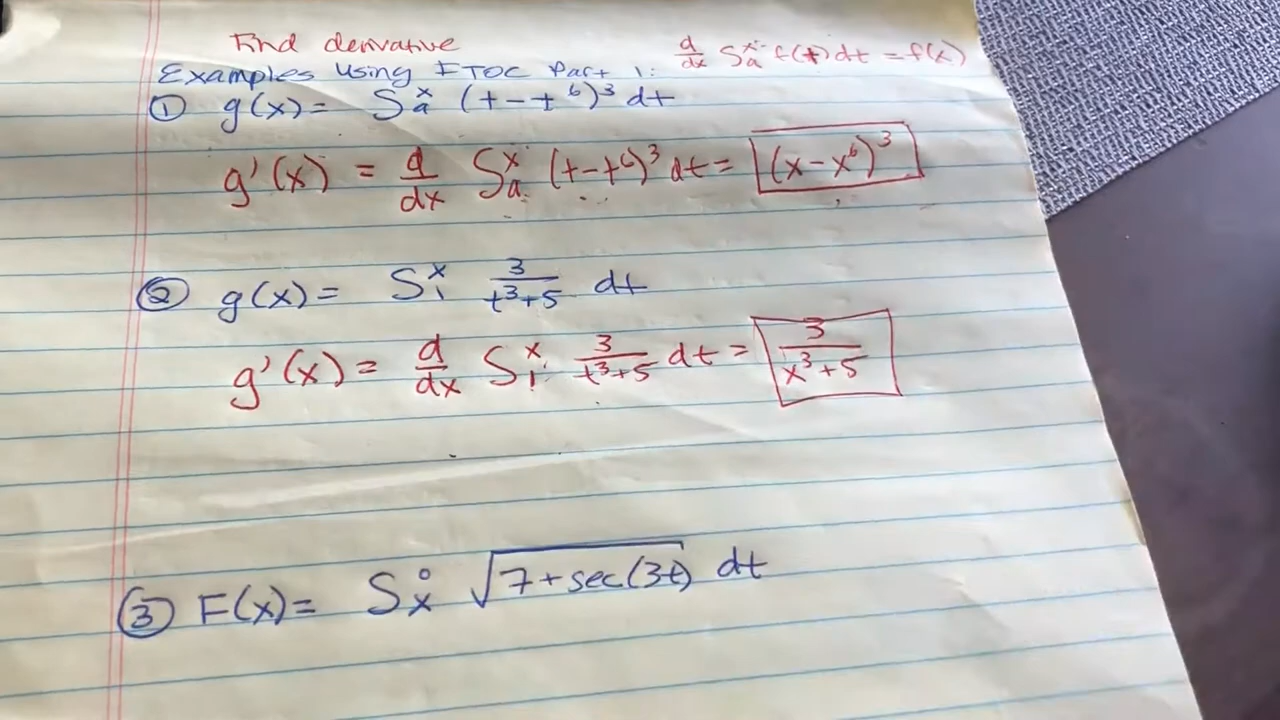 Find derivative
d/dx ∫ₐˣ f(t) dt = f(x)
Examples Using FTOC Part 1:
① g(x) = ∫ₐˣ (t - t⁶)³ dt
g'(x) = d/dx ∫ₐˣ (t - t⁶)³ dt = (x - x⁶)³
② g(x) = ∫₁ˣ 3/(t³+5) dt
g'(x) = d/dx ∫₁ˣ 3/(t³+5) dt = 3/(x³+5)
③ F(x) = ∫ₓ⁰ √(7 + sec(3t)) dt